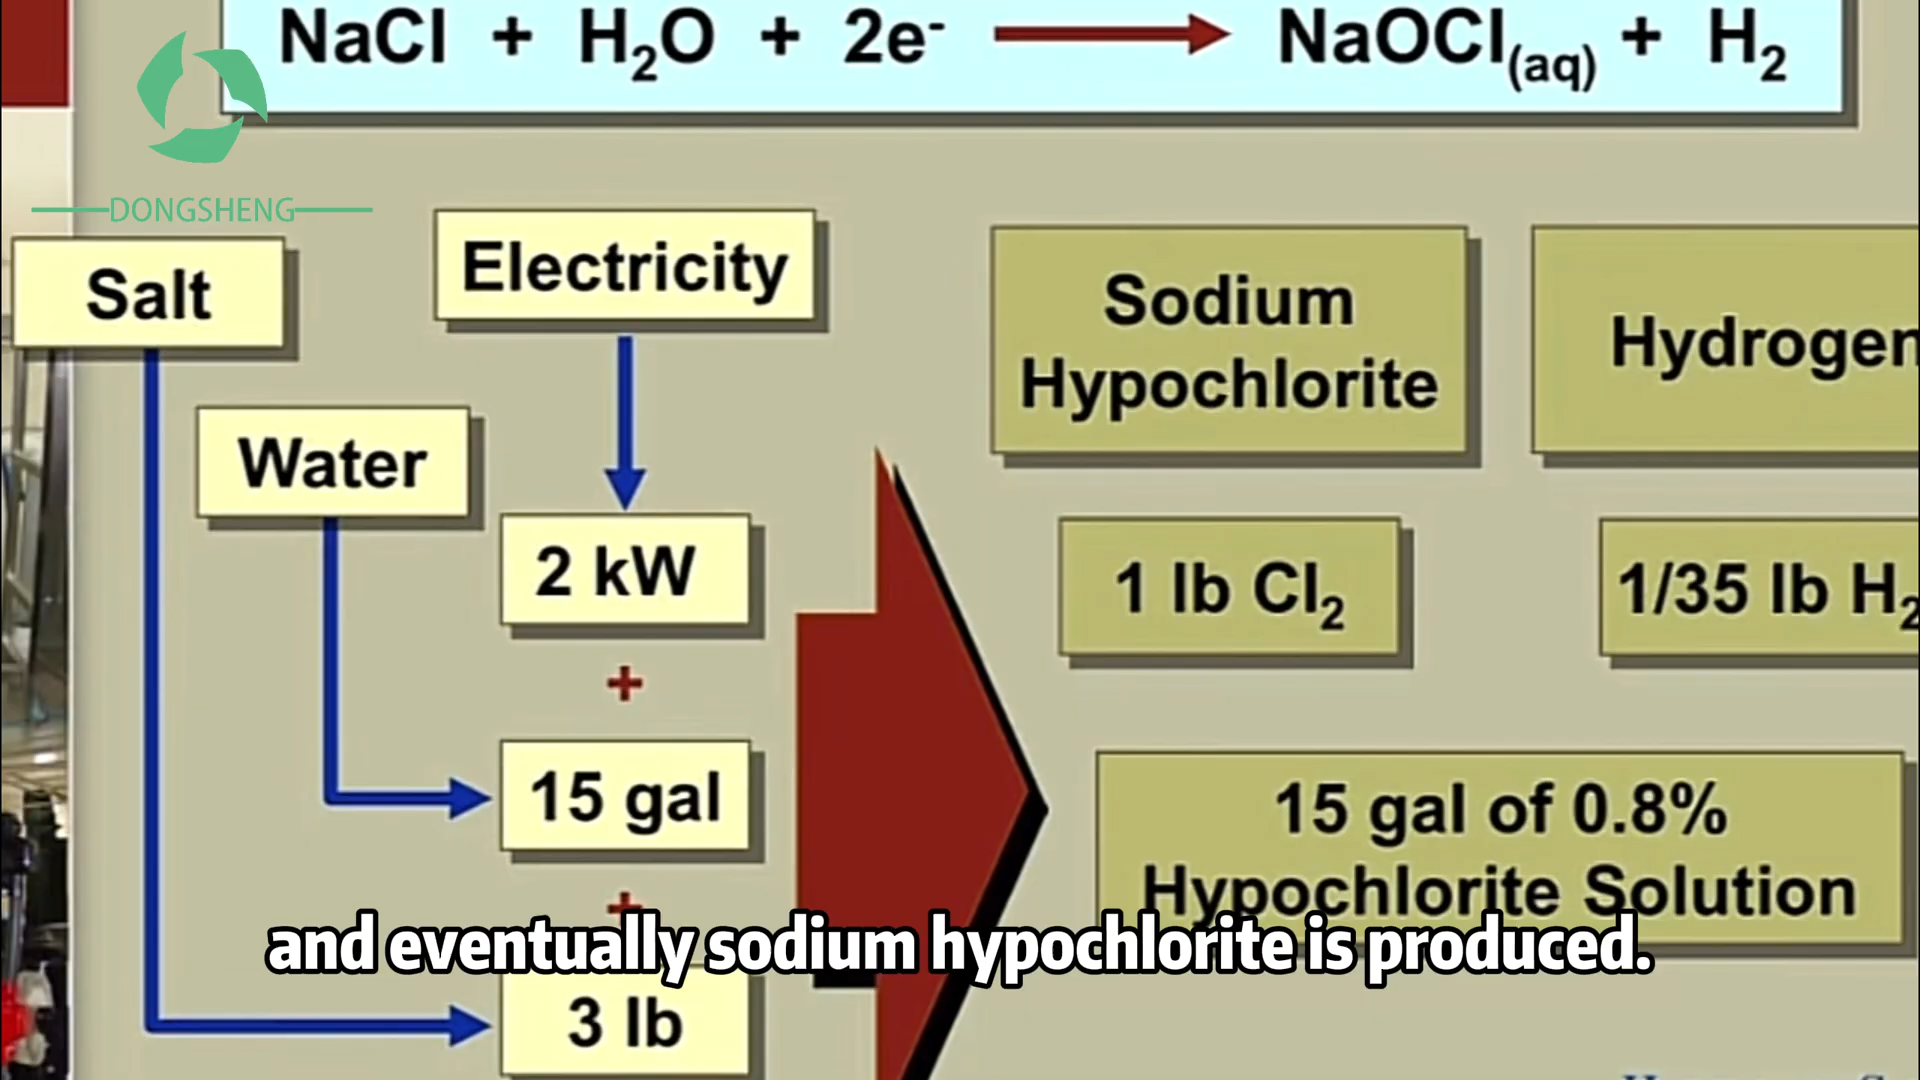 NaCl + H₂O + 2e⁻ → NaOCl(aq) + H₂
DONGSHENG
Salt
Electricity
Water
2 kW
+
15 gal
+
3 lb
Sodium
Hypochlorite
Hydrogen
1 lb Cl₂
1/35 lb H₂
15 gal of 0.8%
Hypochlorite Solution
and eventually sodium hypochlorite is produced.